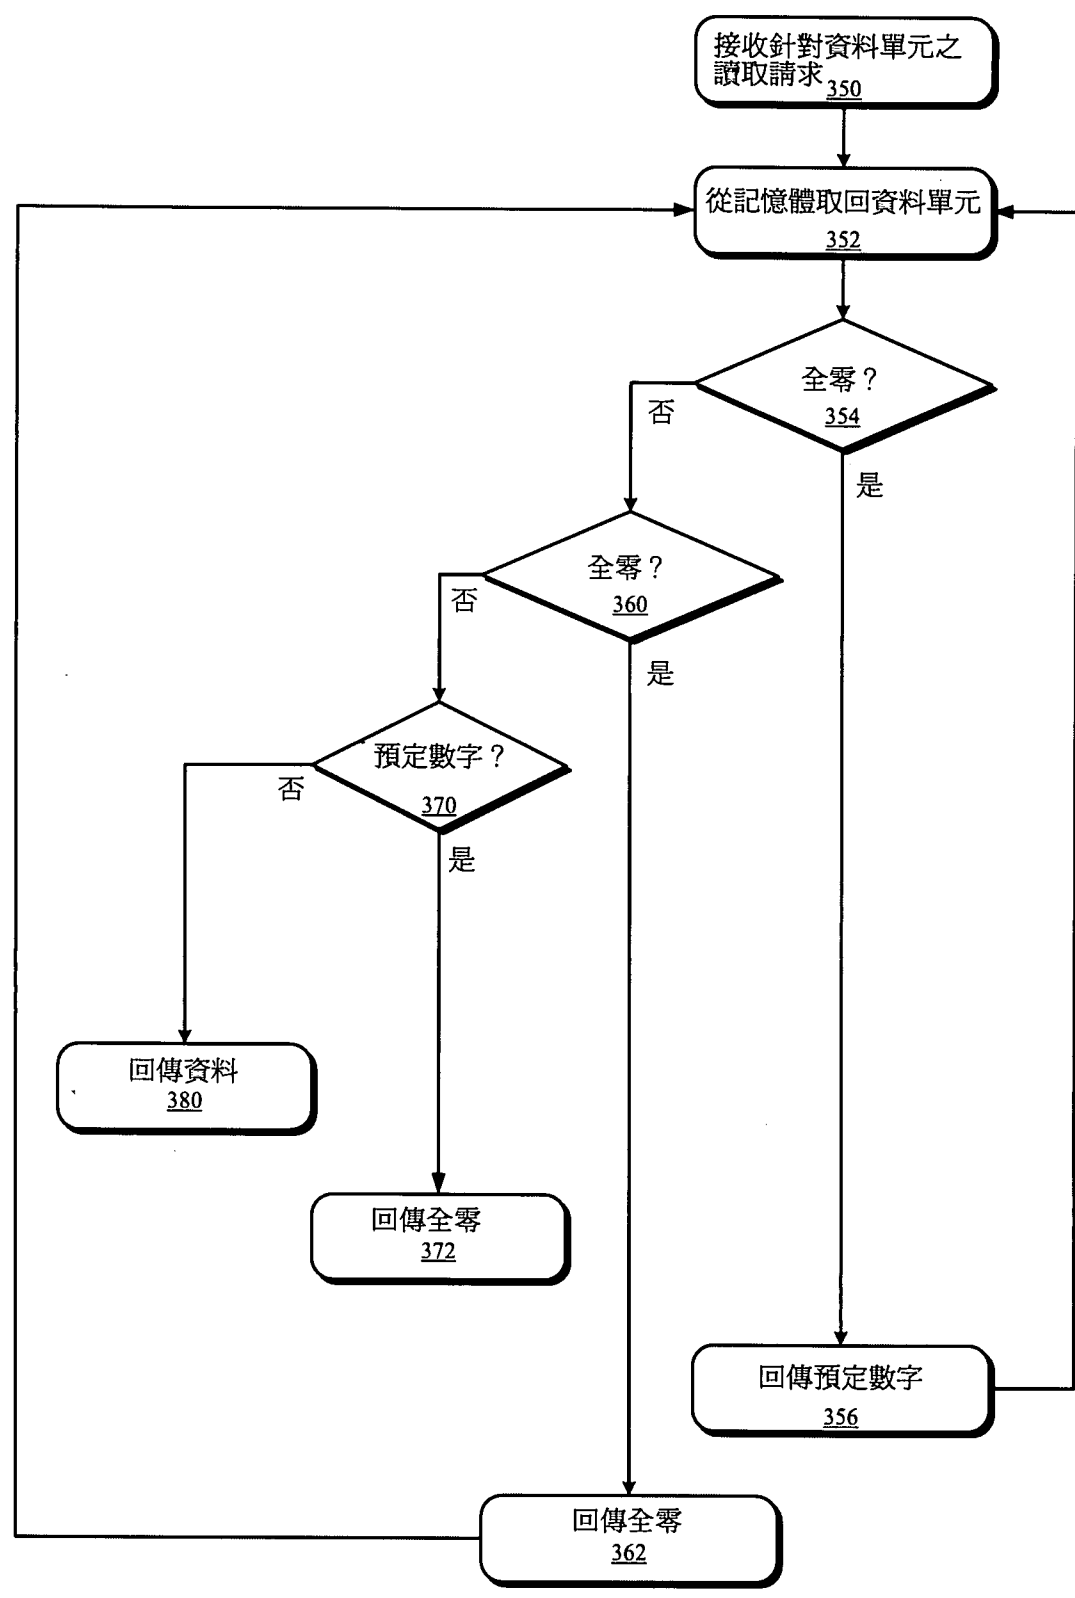 接收針對資料單元之
讀取請求
350
從記憶體取回資料單元
352
全零？
354
否
是
全零？
360
否
是
預定數字？
370
否
是
回傳資料
380
回傳全零
372
回傳預定數字
356
回傳全零
362